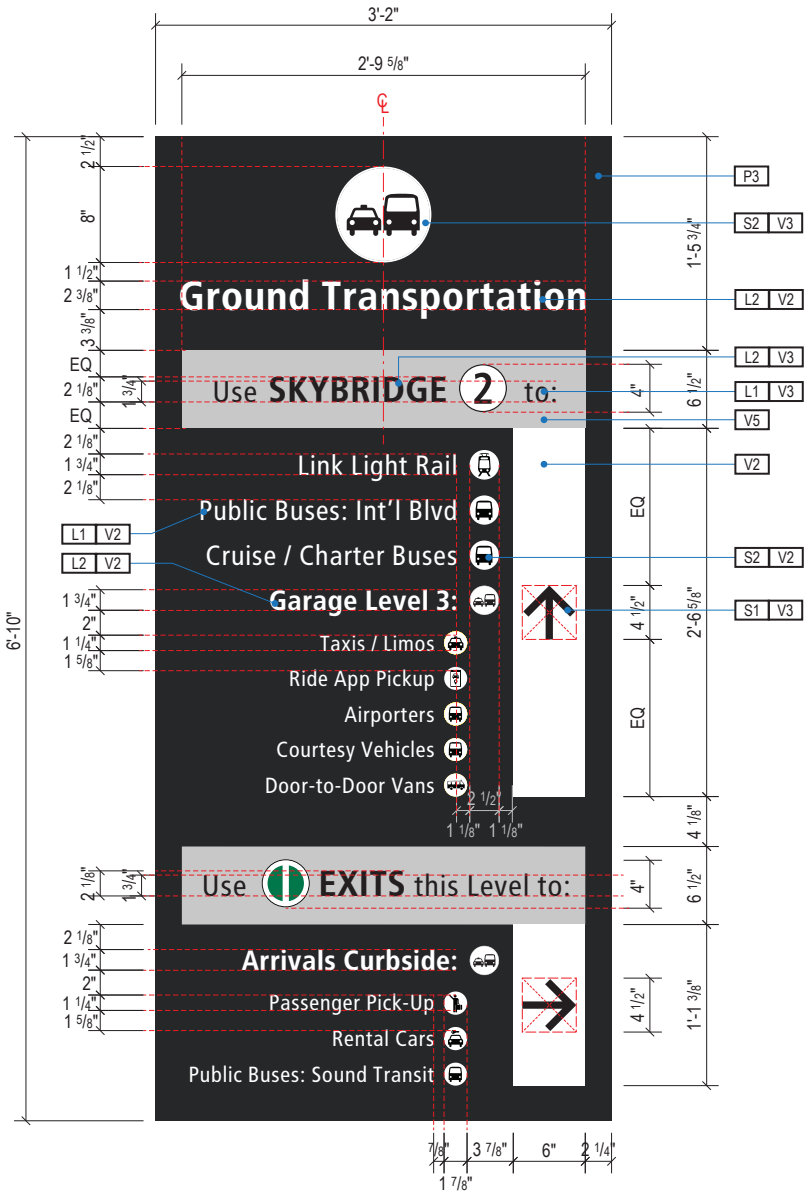 3'-2"
2'-9 5/8"
℄
2 1/2"
8"
1 1/2"
2 3/8"
3 3/8"
EQ
2 1/8"
1 3/4"
EQ
2 1/8"
1 3/4"
2 1/8"
L1 V2
L2 V2
1 3/4"
2"
1 1/4"
1 5/8"
6'-10"
2 1/8"
1 3/4"
2 1/8"
1 3/4"
2"
1 1/4"
1 5/8"
Ground Transportation
Use SKYBRIDGE 2 to:
Link Light Rail
Public Buses: Int'l Blvd
Cruise / Charter Buses
Garage Level 3:
Taxis / Limos
Ride App Pickup
Airporters
Courtesy Vehicles
Door-to-Door Vans
2 1/2"
1 1/8" 1 1/8"
Use EXITS this Level to:
Arrivals Curbside:
Passenger Pick-Up
Rental Cars
Public Buses: Sound Transit
7/8" 3 7/8" 6" 2 1/4"
1 7/8"
1'-5 3/4"
4"
6 1/2"
EQ
4 1/2"
2'-6 5/8"
EQ
4 1/8"
4"
6 1/2"
4 1/2"
1'-1 3/8"
P3
S2 V3
L2 V2
L2 V3
L1 V3
V5
V2
S2 V2
S1 V3